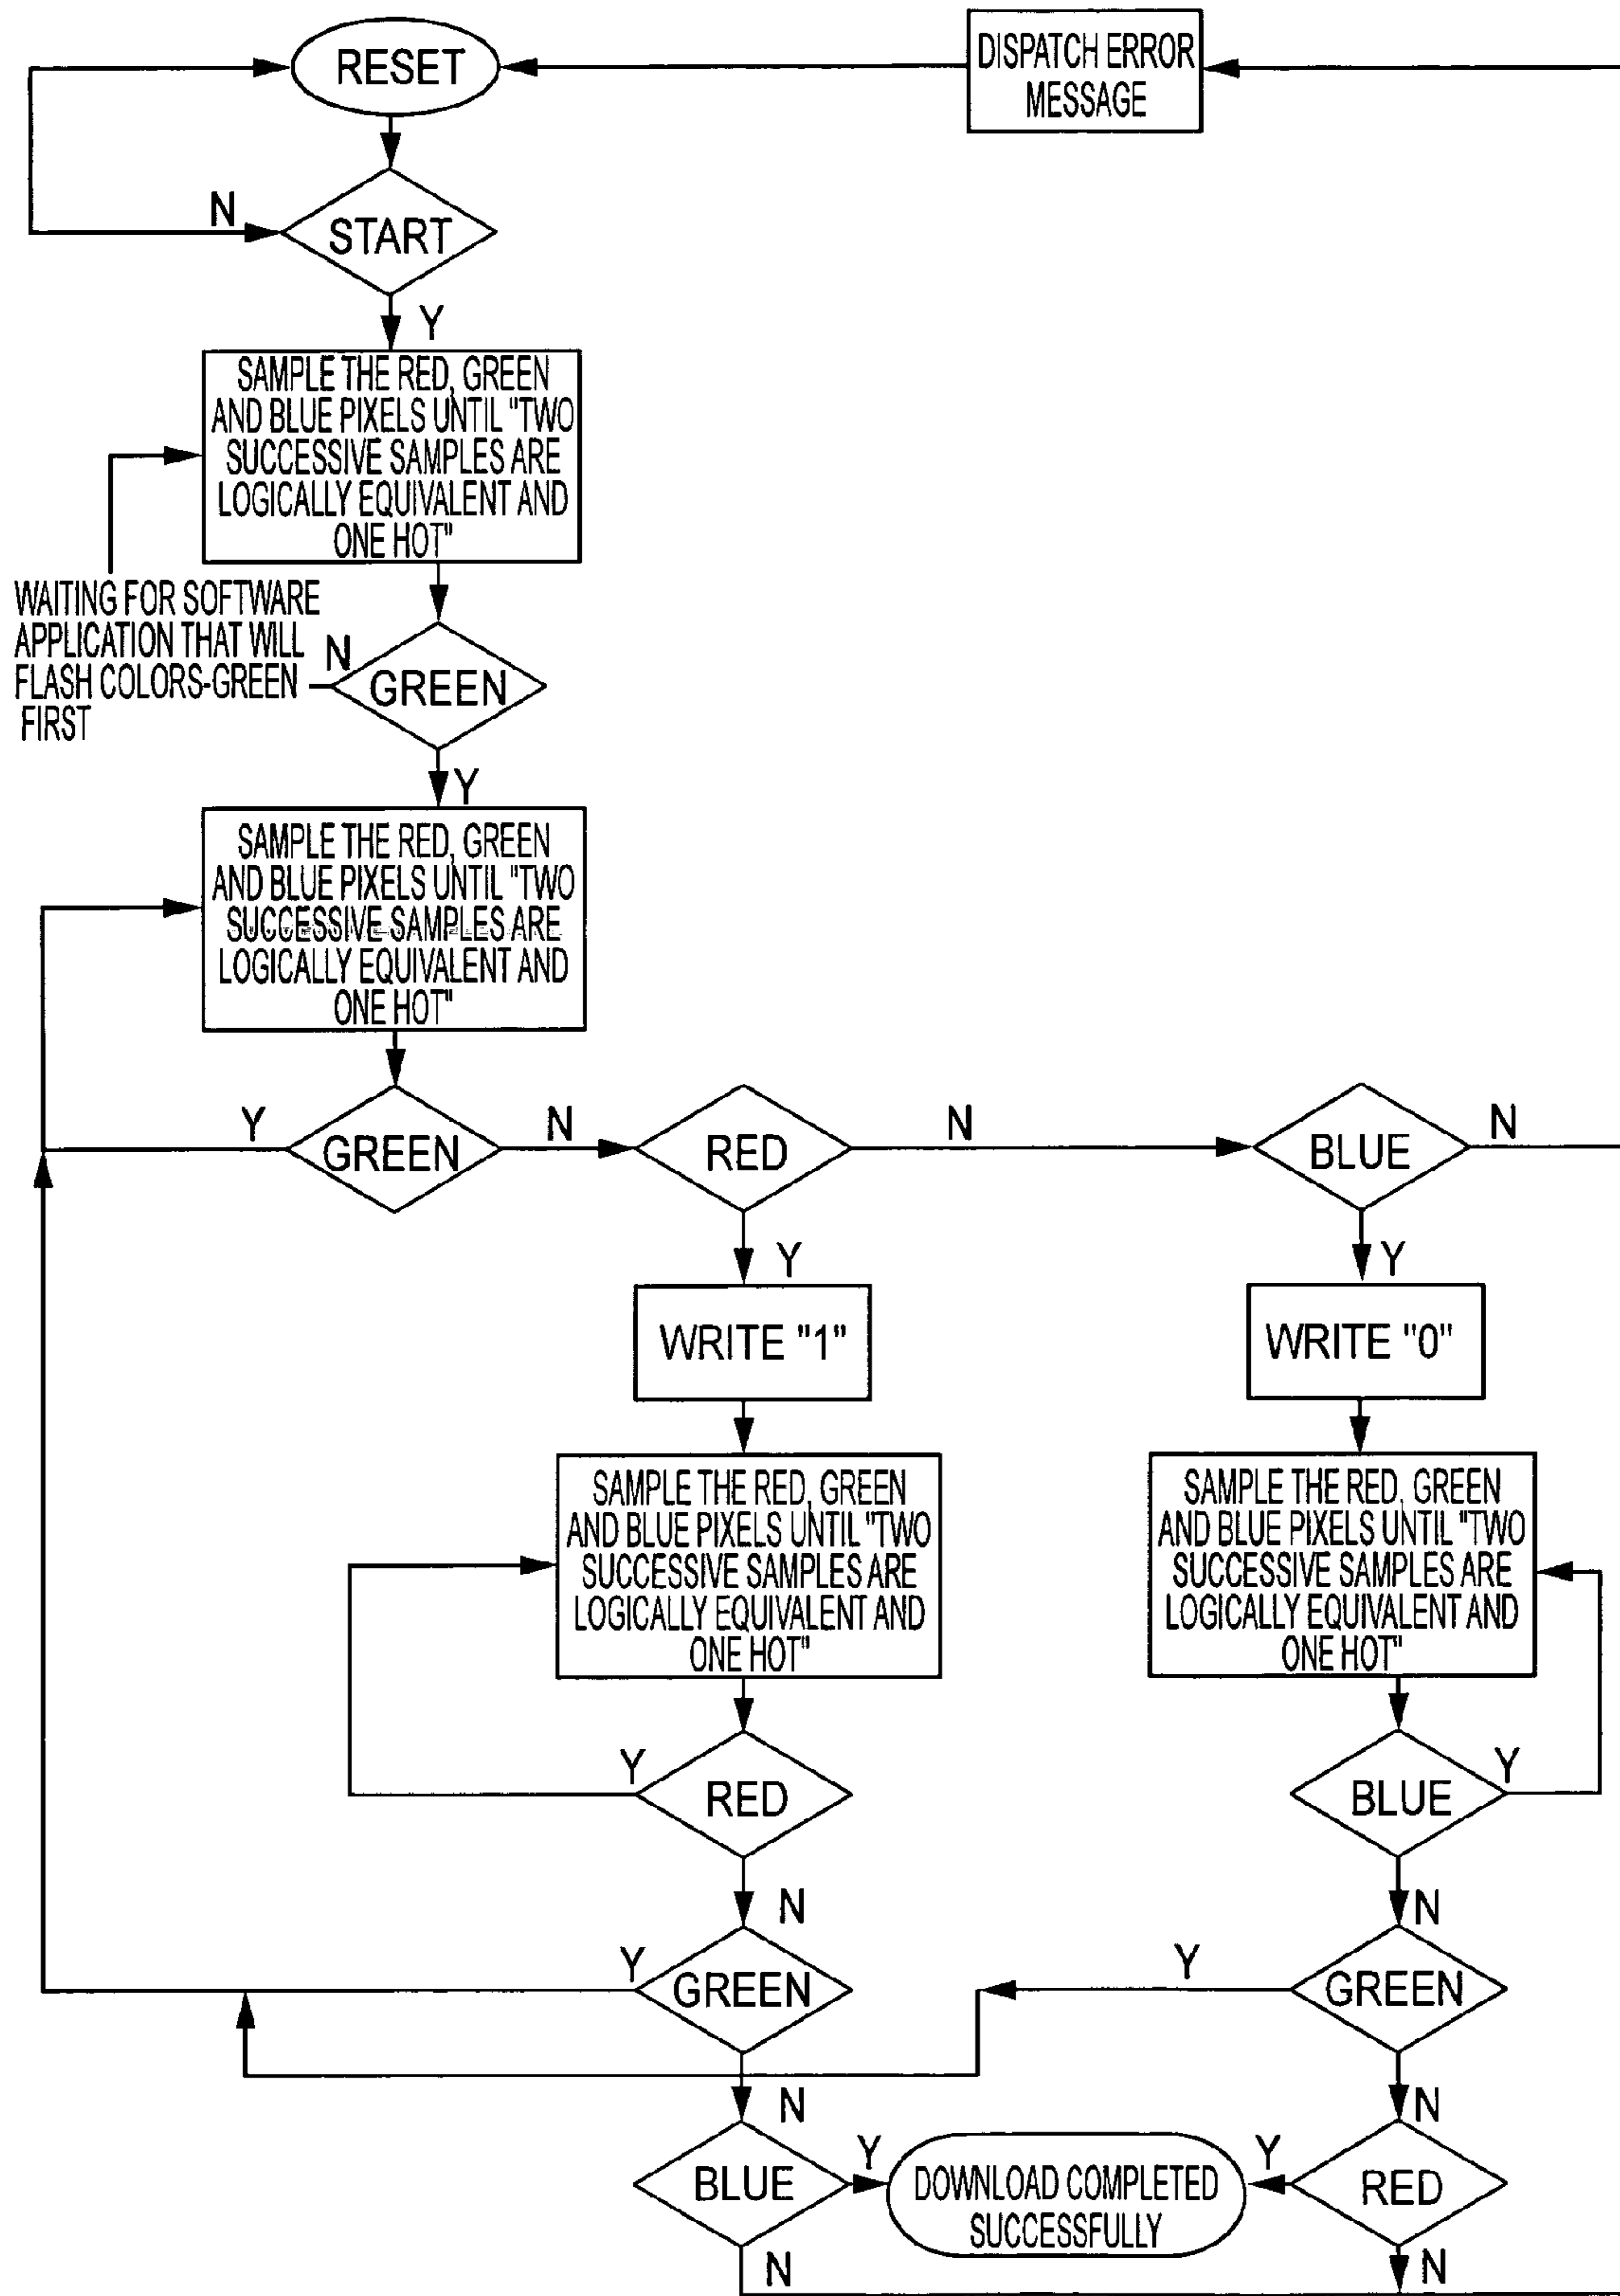 RESET
DISPATCH ERROR
MESSAGE
N
START
Y
SAMPLE THE RED, GREEN
AND BLUE PIXELS UNTIL "TWO
SUCCESSIVE SAMPLES ARE
LOGICALLY EQUIVALENT AND
ONE HOT"
WAITING FOR SOFTWARE
APPLICATION THAT WILL
FLASH COLORS-GREEN
FIRST
N
GREEN
Y
SAMPLE THE RED, GREEN
AND BLUE PIXELS UNTIL "TWO
SUCCESSIVE SAMPLES ARE
LOGICALLY EQUIVALENT AND
ONE HOT"
Y
GREEN
N
RED
N
BLUE
N
Y
Y
WRITE "1"
WRITE "0"
SAMPLE THE RED, GREEN
AND BLUE PIXELS UNTIL "TWO
SUCCESSIVE SAMPLES ARE
LOGICALLY EQUIVALENT AND
ONE HOT"
SAMPLE THE RED, GREEN
AND BLUE PIXELS UNTIL "TWO
SUCCESSIVE SAMPLES ARE
LOGICALLY EQUIVALENT AND
ONE HOT"
Y
RED
BLUE
Y
N
N
Y
GREEN
Y
GREEN
N
N
BLUE
Y
DOWNLOAD COMPLETED
SUCCESSFULLY
Y
RED
N
N